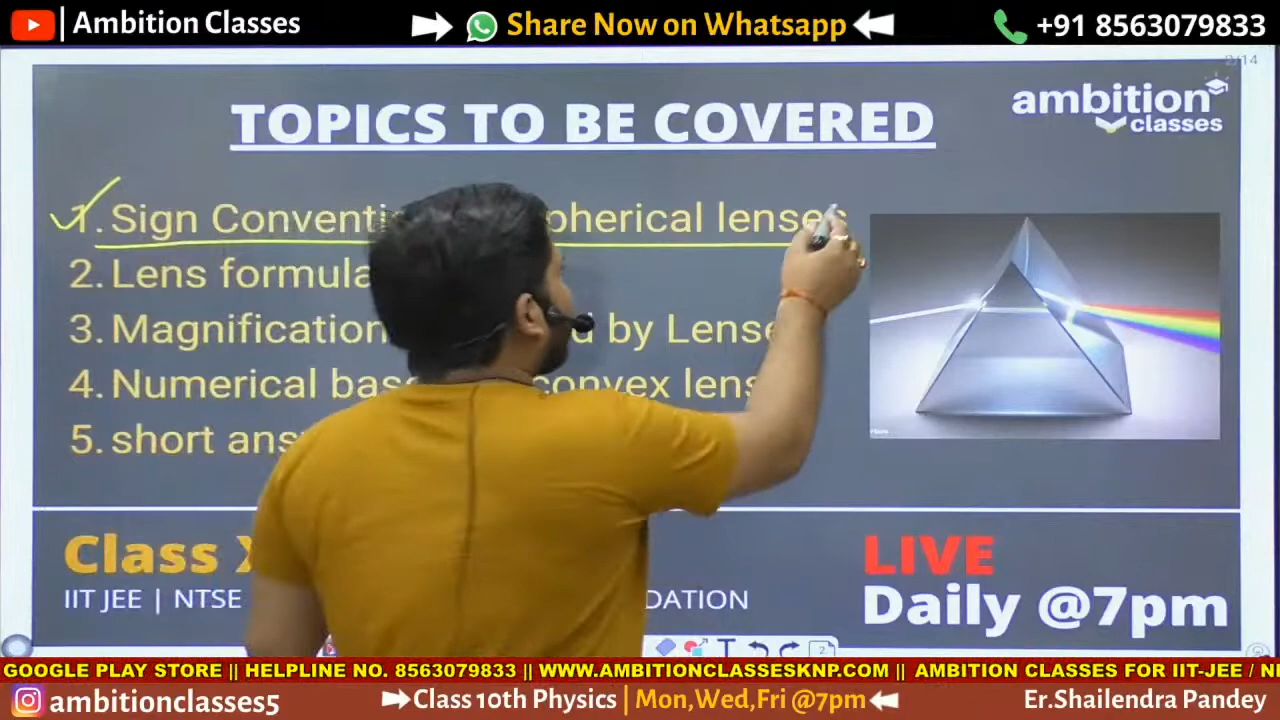 | Ambition Classes
Share Now on Whatsapp
+91 8563079833
2/14
TOPICS TO BE COVERED
ambition
classes
1. Sign Conventi pherical lenses
2. Lens formula
3. Magnification d by Lense
4. Numerical bas convex lens
5. short ans
Class X
IIT JEE | NTSE DATION
LIVE
Daily @7pm
GOOGLE PLAY STORE || HELPLINE NO. 8563079833 || WWW.AMBITIONCLASSESKNP.COM || AMBITION CLASSES FOR IIT-JEE / N
ambitionclasses5
Class 10th Physics | Mon,Wed,Fri @7pm
Er.Shailendra Pandey